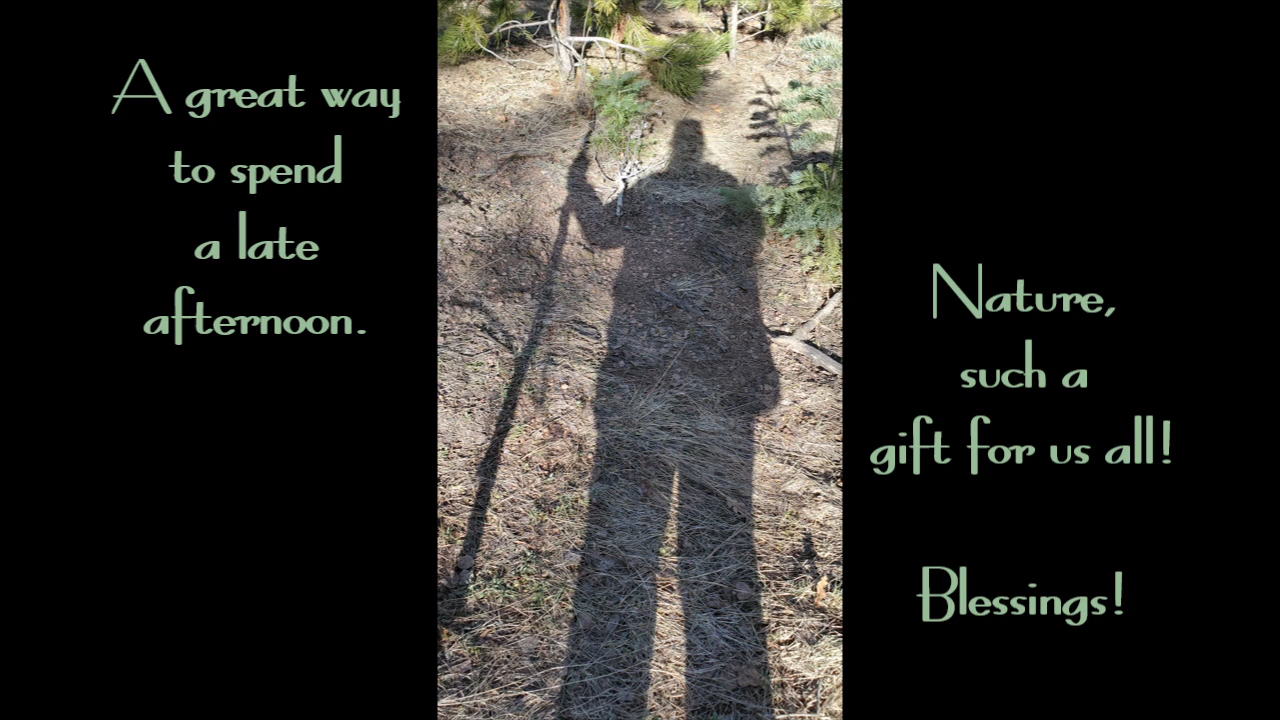 A great way
to spend
a late
afternoon.
Nature,
such a
gift for us all!
Blessings!